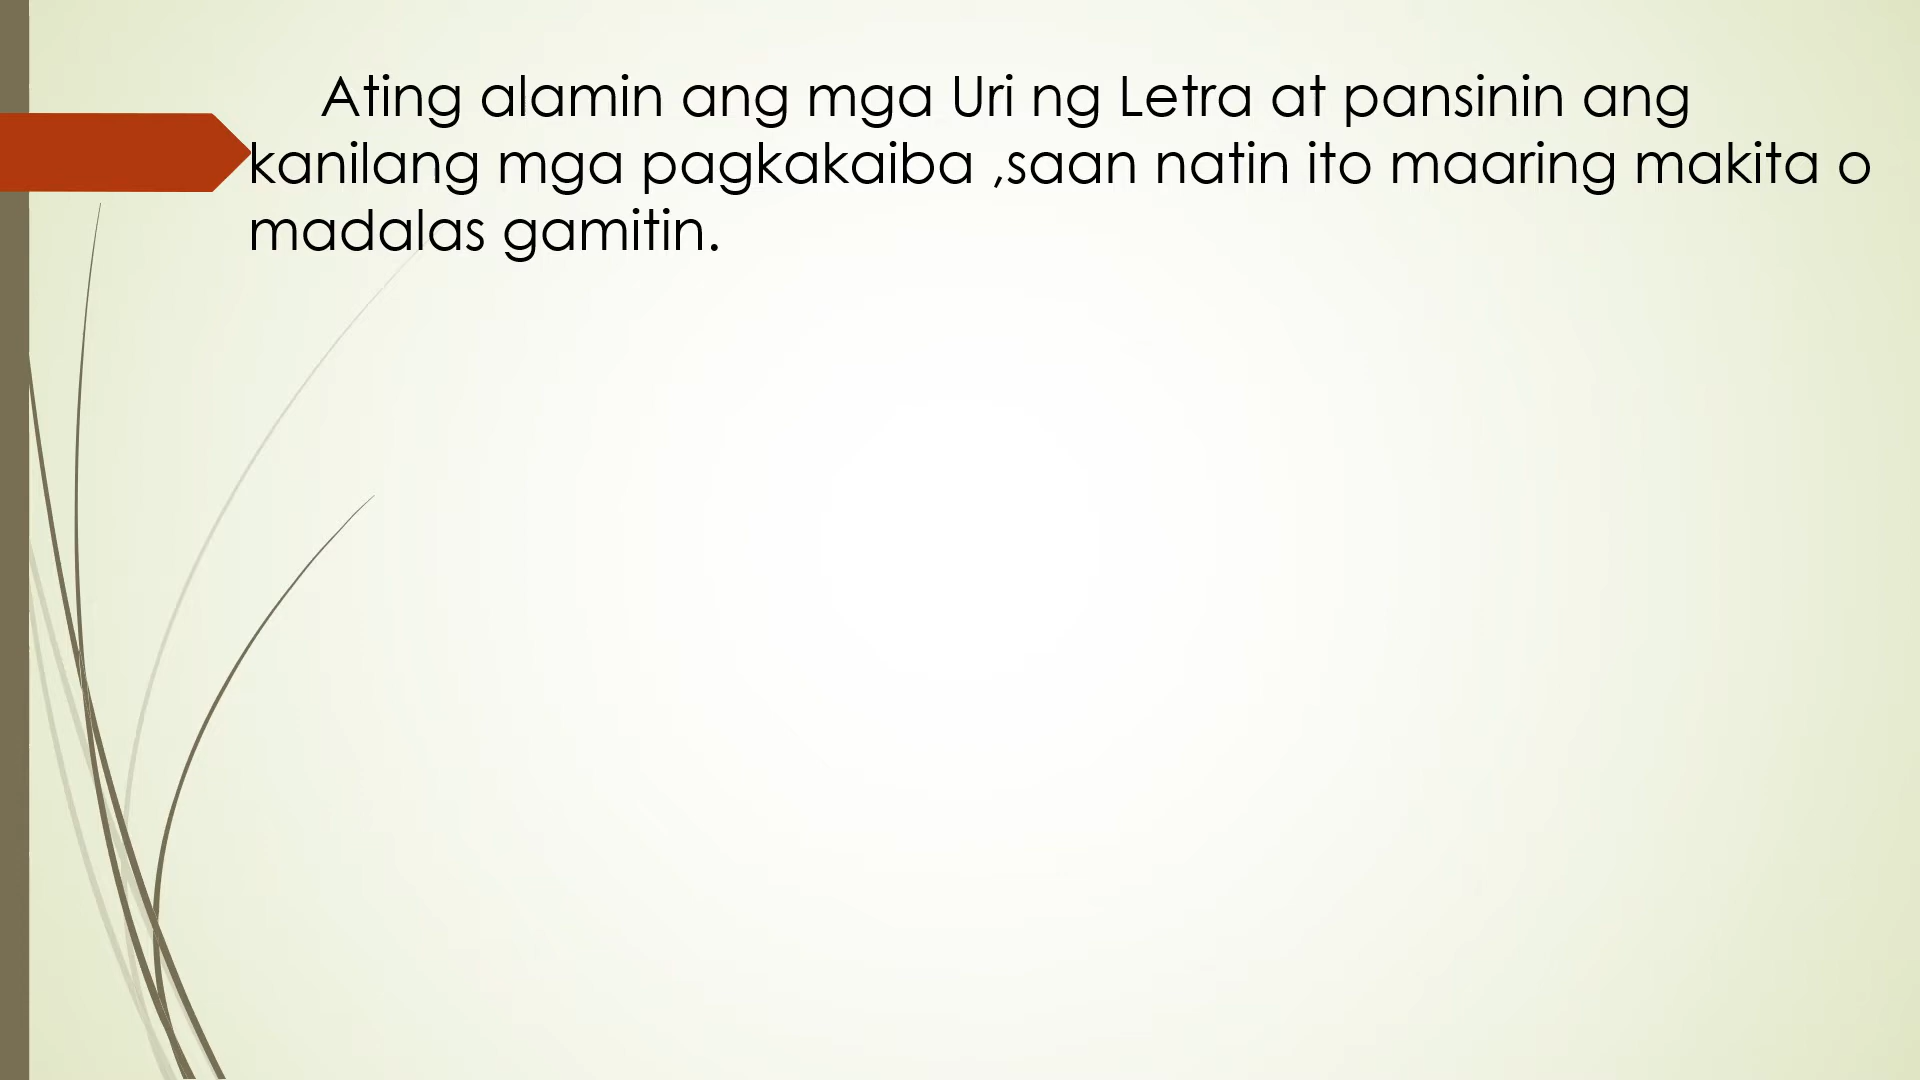 Ating alamin ang mga Uri ng Letra at pansinin ang
kanilang mga pagkakaiba ,saan natin ito maaring makita o
madalas gamitin.